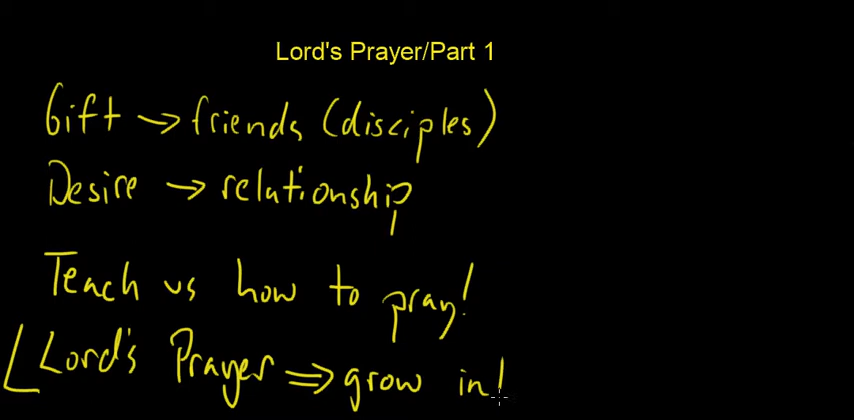 Lord's Prayer/Part 1
Gift → friends (disciples)
Desire → relationship
Teach us how to pray!
Lord's Prayer ⇒ grow in